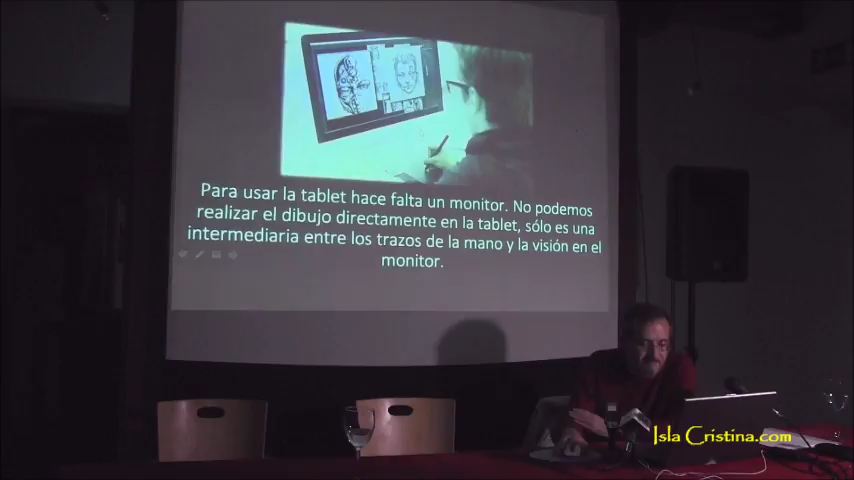 Para usar la tablet hace falta un monitor. No podemos
realizar el dibujo directamente en la tablet, sólo es una
intermediaria entre los trazos de la mano y la visión en el
monitor.
Isla Cristina.com